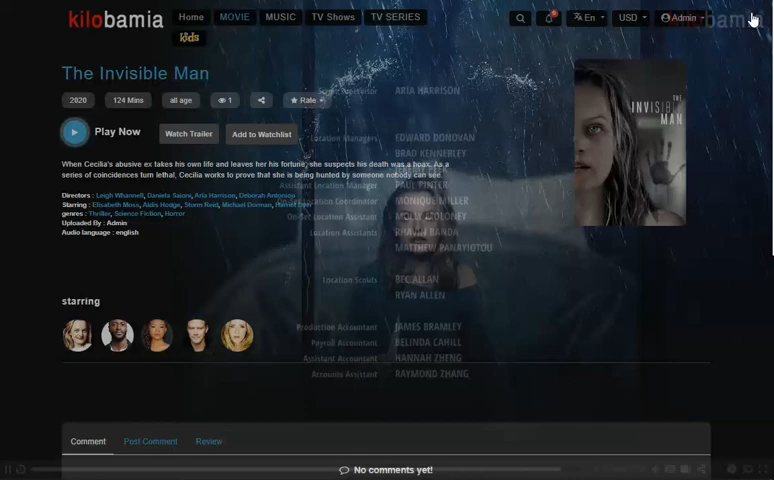 kilobamia
Home MOVIE MUSIC TV Shows TV SERIES
En USD Admin
kids
The Invisible Man
2020 124 Mins all age 1 Rate
Play Now Watch Trailer Add to Watchlist
When Cecilia's abusive ex takes his own life and leaves her his fortune, she suspects his death was a hoax. As a
series of coincidences turn lethal, Cecilia works to prove that she is being hunted by someone nobody can see.
Directors : Leigh Whannell, Daniela Saioni, Aria Harrison, Deborah Antoniou
Starring : Elisabeth Moss, Aldis Hodge, Storm Reid, Michael Dorman, Harriet Dyer
genres : Thriller, Science Fiction, Horror
Uploaded By : Admin
Audio language : english
THE
INVISIBLE
MAN
Script Supervisor ARIA HARRISON
Location Managers EDWARD DONOVAN
BRAD KENNERLEY
Assistant Location Manager PAUL PINTER
Location Coordinator MONIQUE MILLER
On-Set Location Assistant MOLLY MOLONEY
Location Assistants BANDA
MATTHEW PANAYIOTOU
Location Scouts BEC ALLAN
RYAN ALLEN
starring
Production Accountant JAMES BRAMLEY
Payroll Accountant BELINDA CAHILL
Assistant Accountant HANNAH ZHENG
Accounts Assistant RAYMOND ZHANG
Comment Post Comment Review
No comments yet!